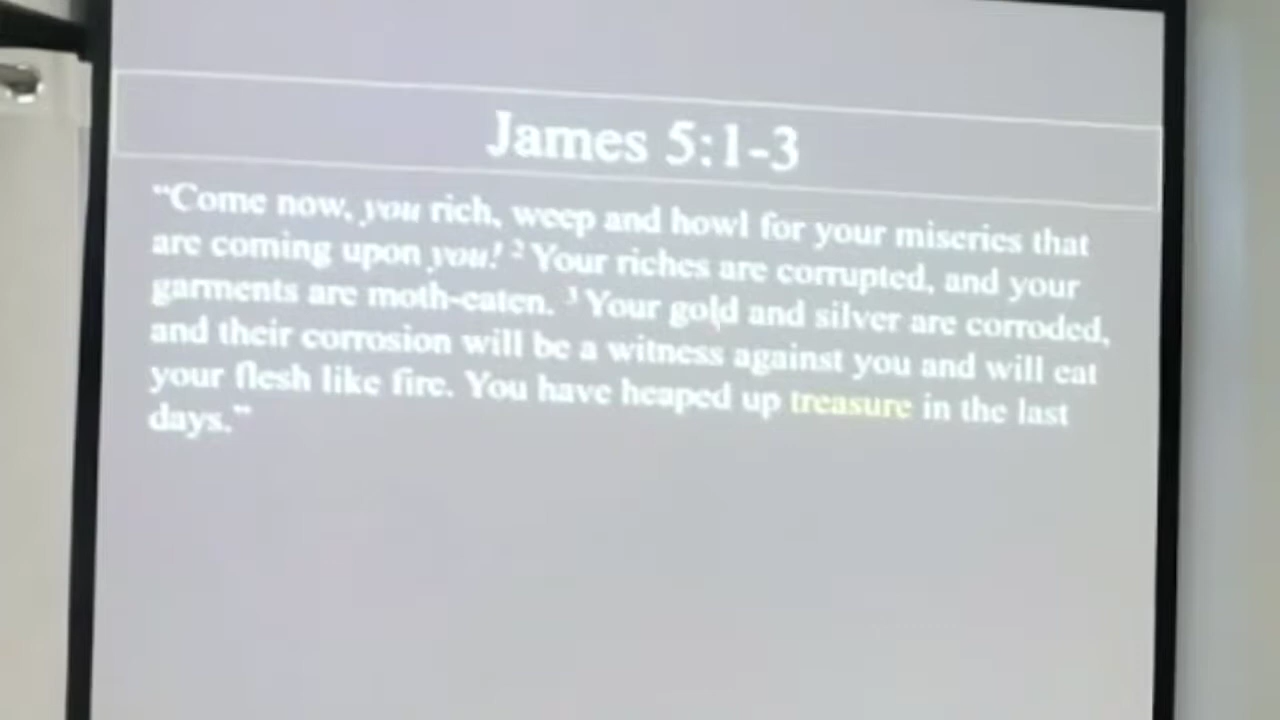 James 5:1-3
“Come now, you rich, weep and howl for your miseries that
are coming upon you! ² Your riches are corrupted, and your
garments are moth-eaten. ³ Your gold and silver are corroded,
and their corrosion will be a witness against you and will eat
your flesh like fire. You have heaped up treasure in the last
days.”